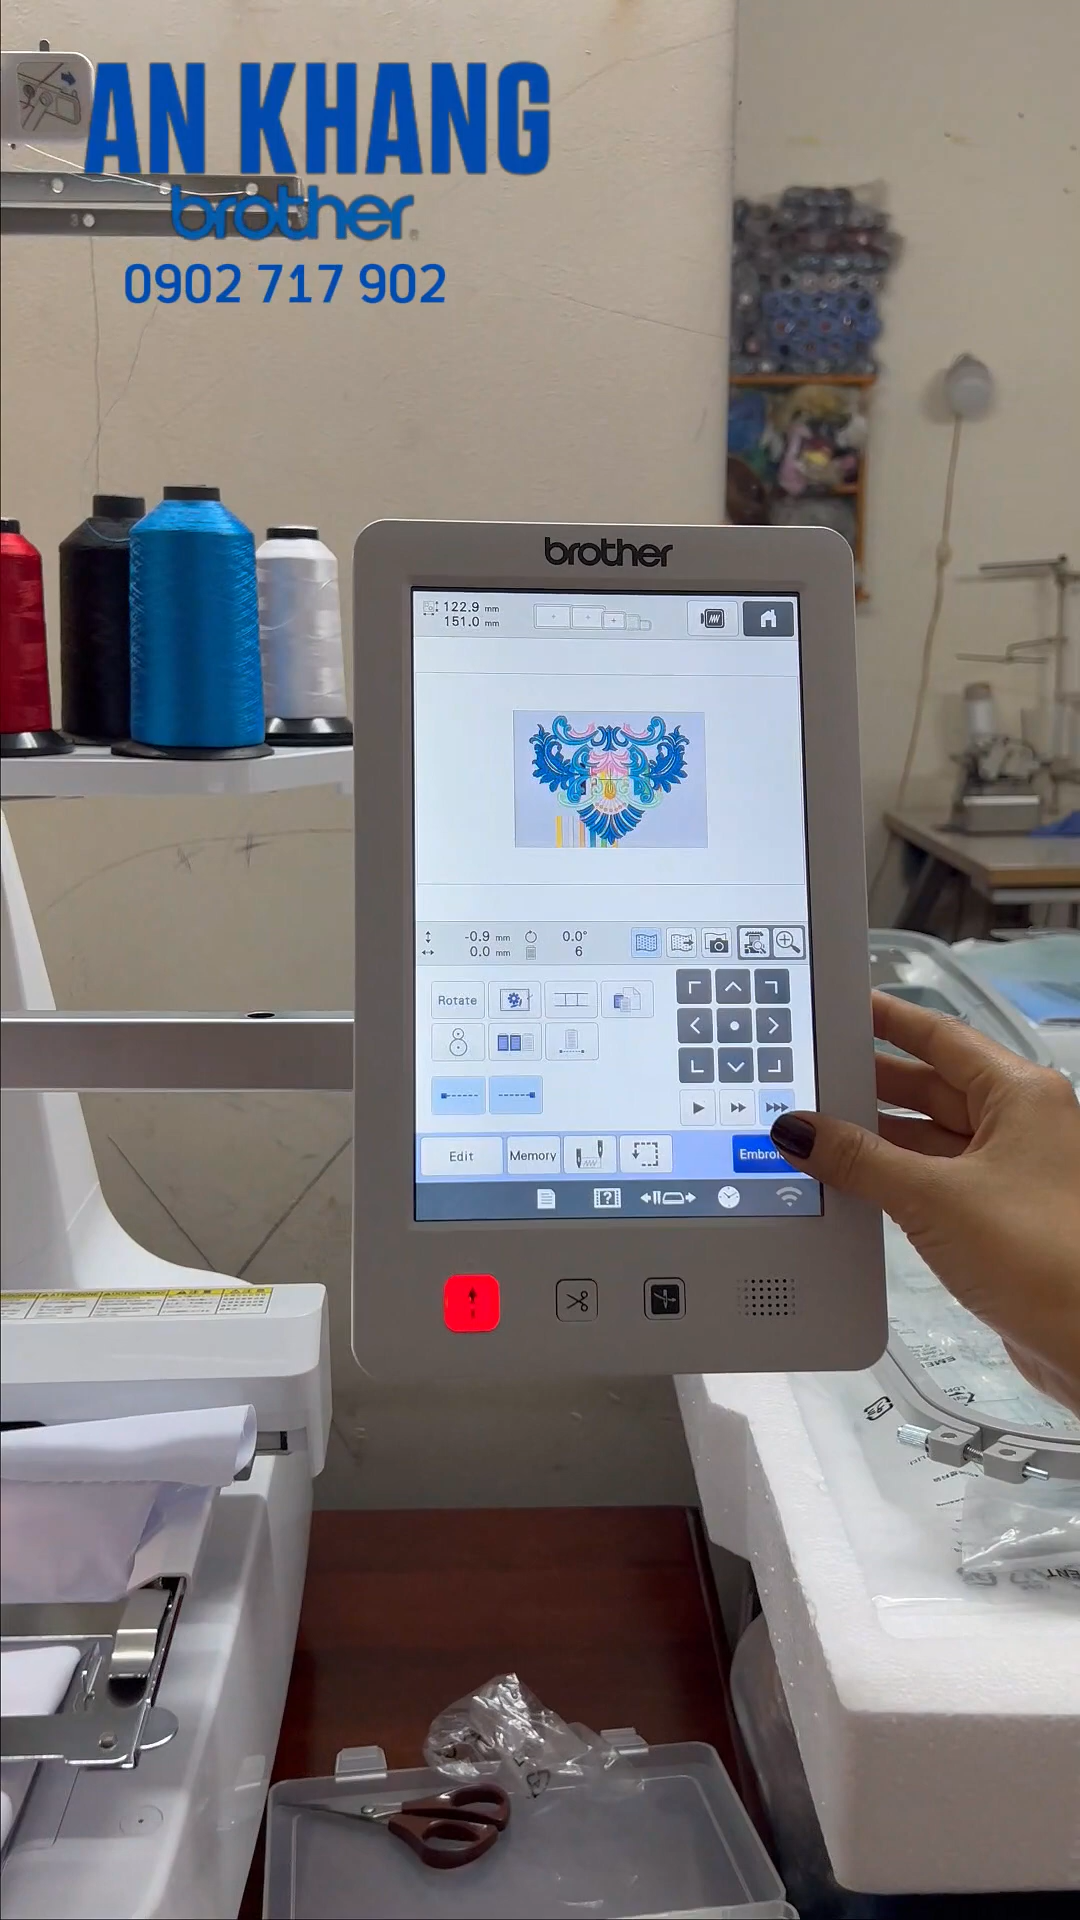 AN KHANG
brother
0902 717 902
brother
122.9 mm
151.0 mm
-0.9 mm
0.0°
0.0 mm
6
Rotate
Edit
Memory
Embroi